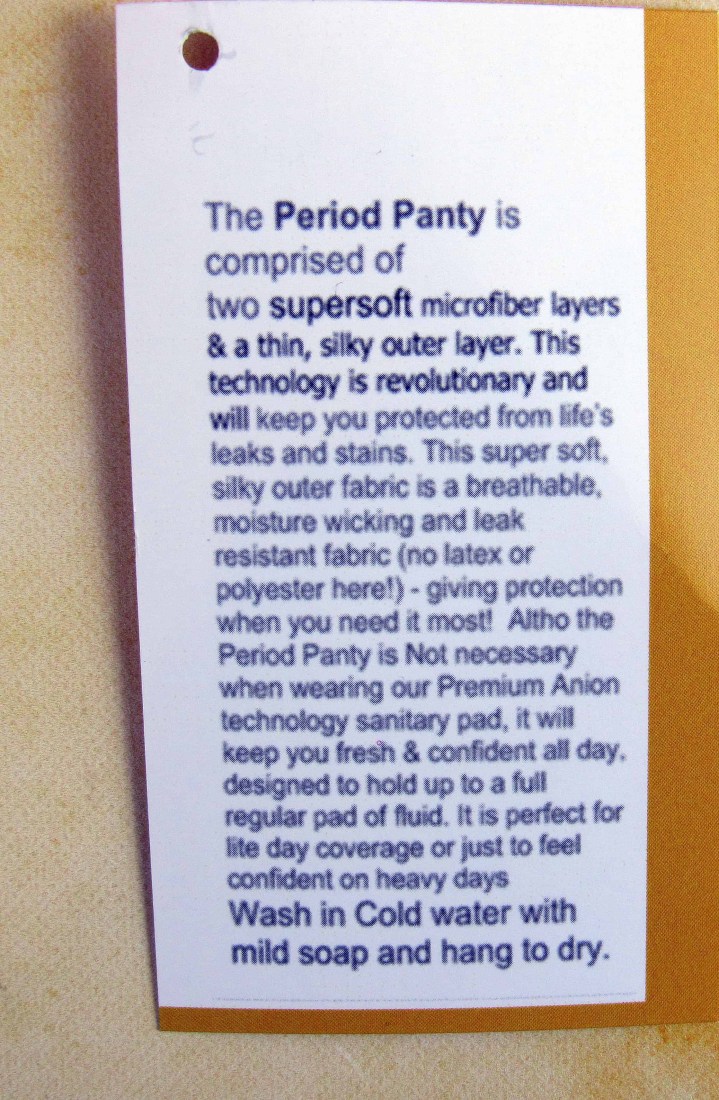 The Period Panty is
comprised of
two supersoft microfiber layers
& a thin, silky outer layer. This
technology is revolutionary and
will keep you protected from life's
leaks and stains. This super soft,
silky outer fabric is a breathable,
moisture wicking and leak
resistant fabric (no latex or
polyester here!) - giving protection
when you need it most!  Altho the
Period Panty is Not necessary
when wearing our Premium Anion
technology sanitary pad, it will
keep you fresh & confident all day,
designed to hold up to a full
regular pad of fluid. It is perfect for
lite day coverage or just to feel
confident on heavy days
Wash in Cold water with
mild soap and hang to dry.